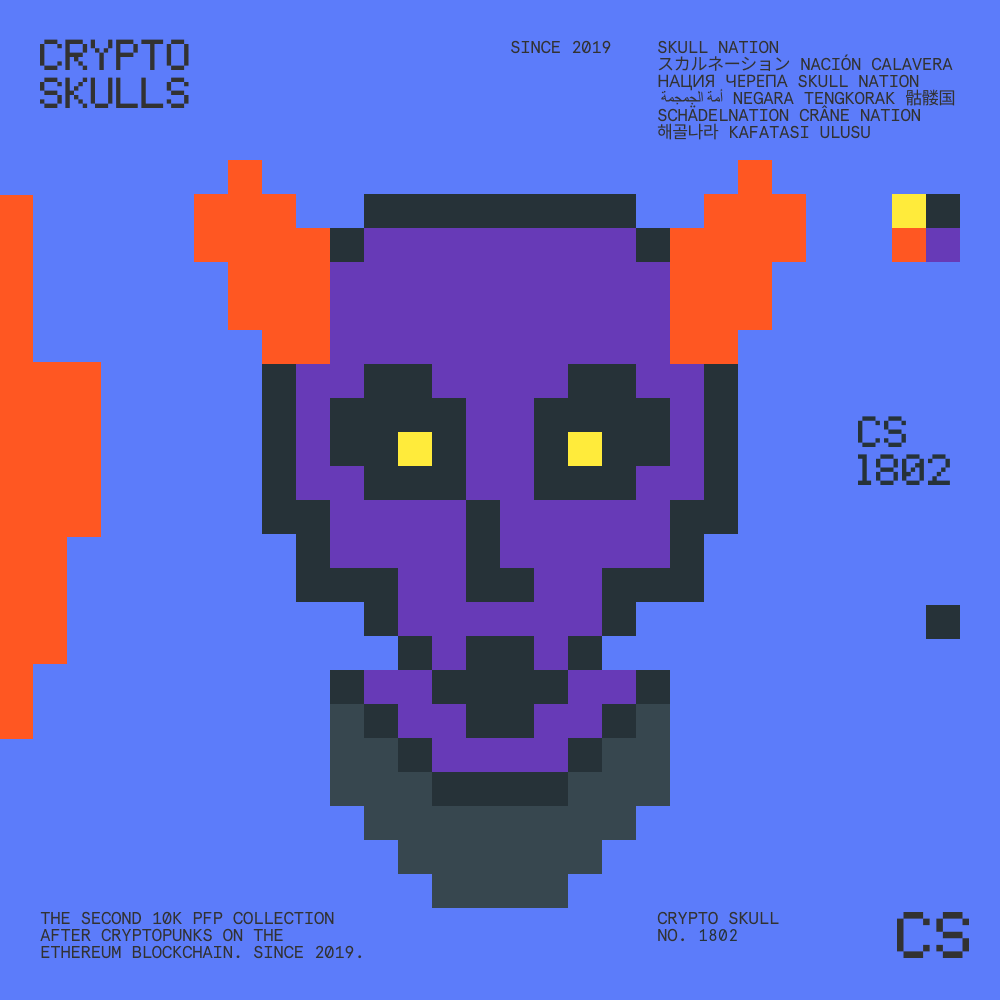 CRYPTO
SKULLS
SINCE 2019
SKULL NATION
スカルネーション NACIÓN CALAVERA
НАЦИЯ ЧЕРЕПА SKULL NATION
أمة الجمجمة NEGARA TENGKORAK 骷髅国
SCHÄDELNATION CRÂNE NATION
해골나라 KAFATASI ULUSU
CS
1802
THE SECOND 10K PFP COLLECTION
AFTER CRYPTOPUNKS ON THE
ETHEREUM BLOCKCHAIN. SINCE 2019.
CRYPTO SKULL
NO. 1802
CS